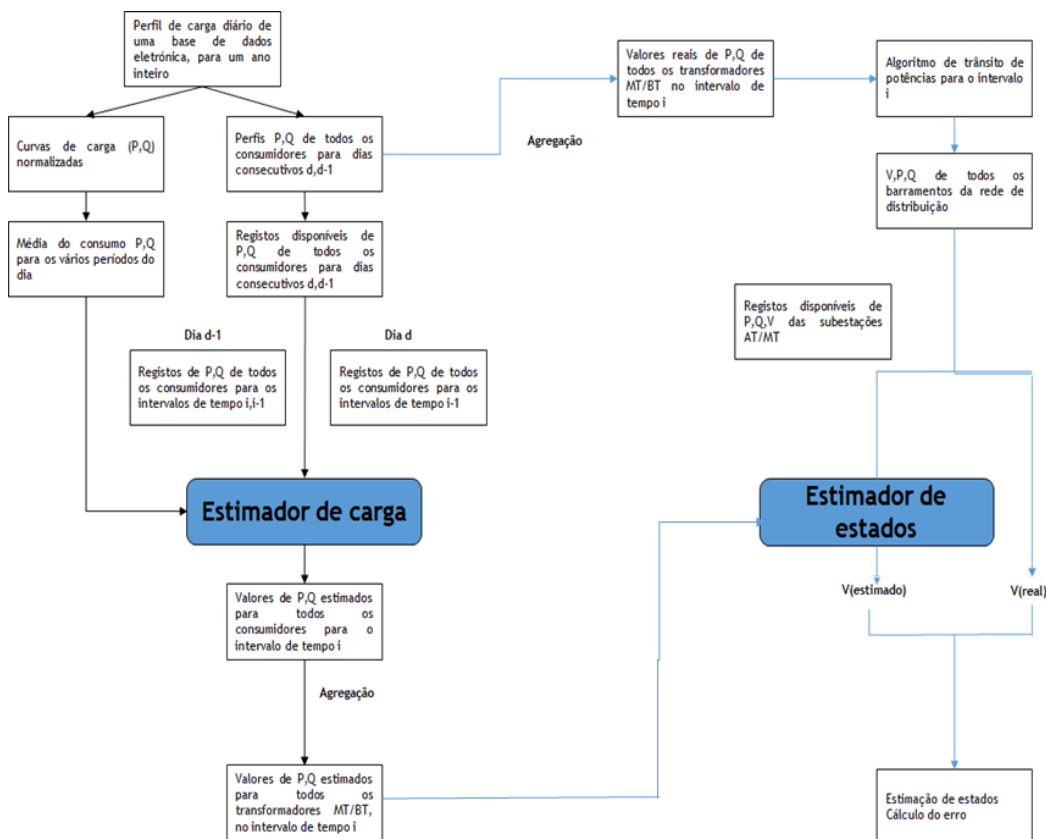 Perfil de carga diário de
uma base de dados
eletrónica, para um ano
inteiro
Valores reais de P,Q de
todos os transformadores
MT/BT no intervalo de
tempo i
Algoritmo de trânsito de
potências para o intervalo
i
Curvas de carga (P,Q)
normalizadas
Perfis P,Q de todos os
consumidores para dias
consecutivos d,d-1
Agregação
V,P,Q de todos os
barramentos da rede de
distribuição
Média do consumo P,Q
para os vários períodos do
dia
Registos disponíveis de
P,Q de todos os
consumidores para dias
consecutivos d,d-1
Registos disponíveis de
P,Q,V das subestações
AT/MT
Dia d-1
Dia d
Registos de P,Q de todos
os consumidores para os
intervalos de tempo i,i-1
Registos de P,Q de todos
os consumidores para os
intervalos de tempo i-1
Estimador de carga
Estimador de
estados
Valores de P,Q estimados
para todos os
consumidores para o
intervalo de tempo i
V(estimado)
V(real)
Agregação
Valores de P,Q estimados
para todos os
transformadores MT/BT,
no intervalo de tempo i
Estimação de estados
Cálculo do erro